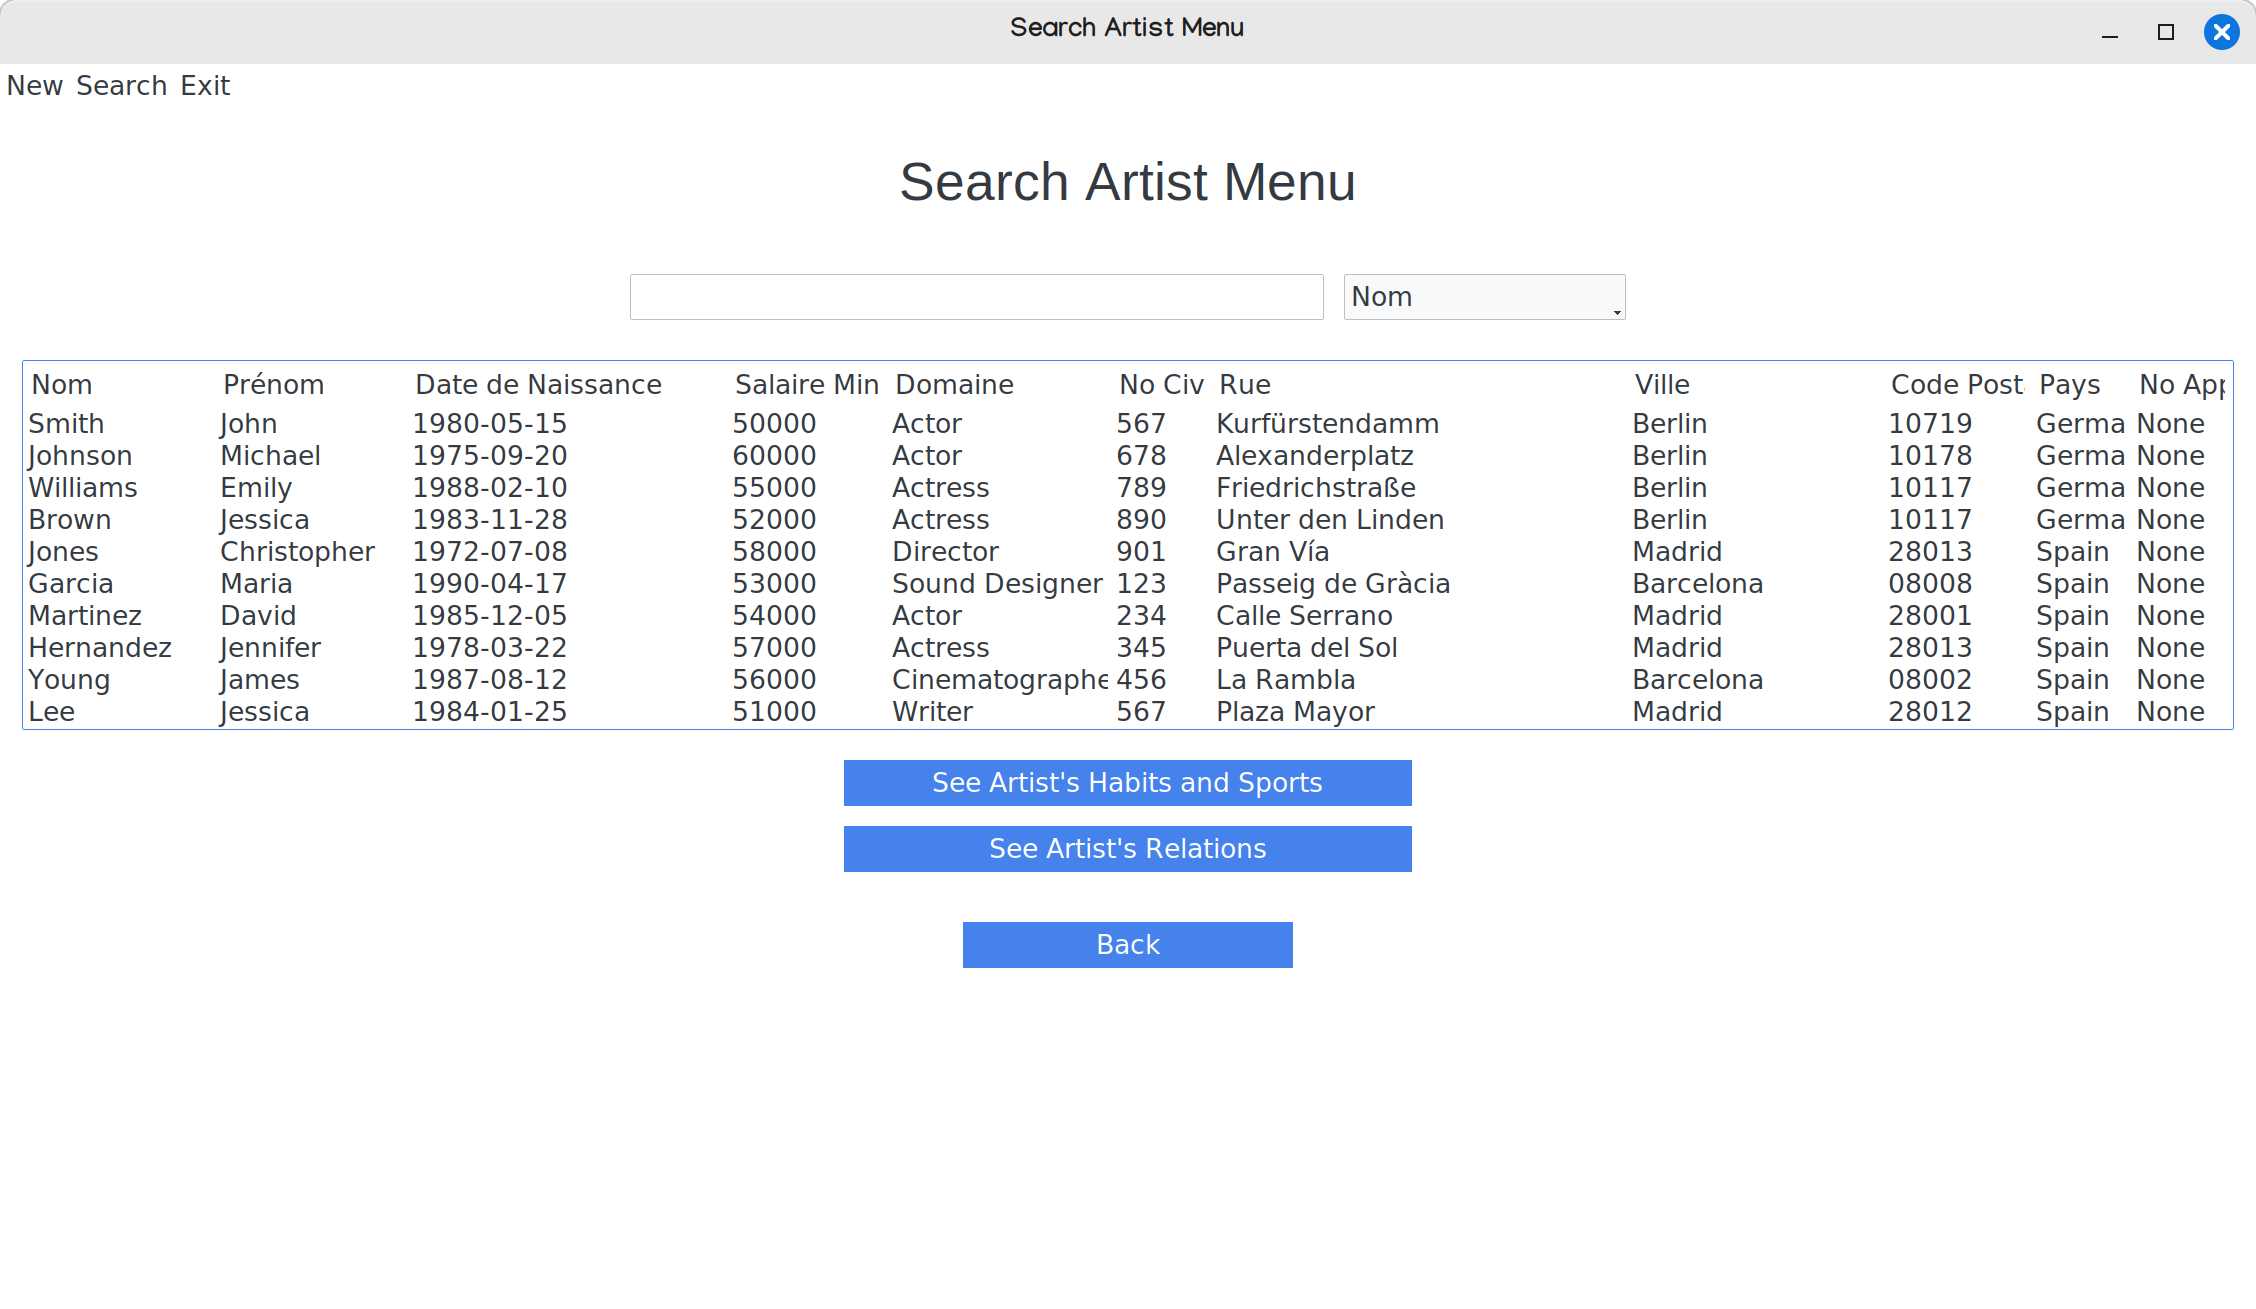 Search Artist Menu
New Search Exit
Search Artist Menu
Nom
Nom Prénom Date de Naissance Salaire Min Domaine No Civ Rue Ville Code Post Pays No App
Smith John 1980-05-15 50000 Actor 567 Kurfürstendamm Berlin 10719 Germa None
Johnson Michael 1975-09-20 60000 Actor 678 Alexanderplatz Berlin 10178 Germa None
Williams Emily 1988-02-10 55000 Actress 789 Friedrichstraße Berlin 10117 Germa None
Brown Jessica 1983-11-28 52000 Actress 890 Unter den Linden Berlin 10117 Germa None
Jones Christopher 1972-07-08 58000 Director 901 Gran Vía Madrid 28013 Spain None
Garcia Maria 1990-04-17 53000 Sound Designer 123 Passeig de Gràcia Barcelona 08008 Spain None
Martinez David 1985-12-05 54000 Actor 234 Calle Serrano Madrid 28001 Spain None
Hernandez Jennifer 1978-03-22 57000 Actress 345 Puerta del Sol Madrid 28013 Spain None
Young James 1987-08-12 56000 Cinematographe 456 La Rambla Barcelona 08002 Spain None
Lee Jessica 1984-01-25 51000 Writer 567 Plaza Mayor Madrid 28012 Spain None
See Artist's Habits and Sports
See Artist's Relations
Back